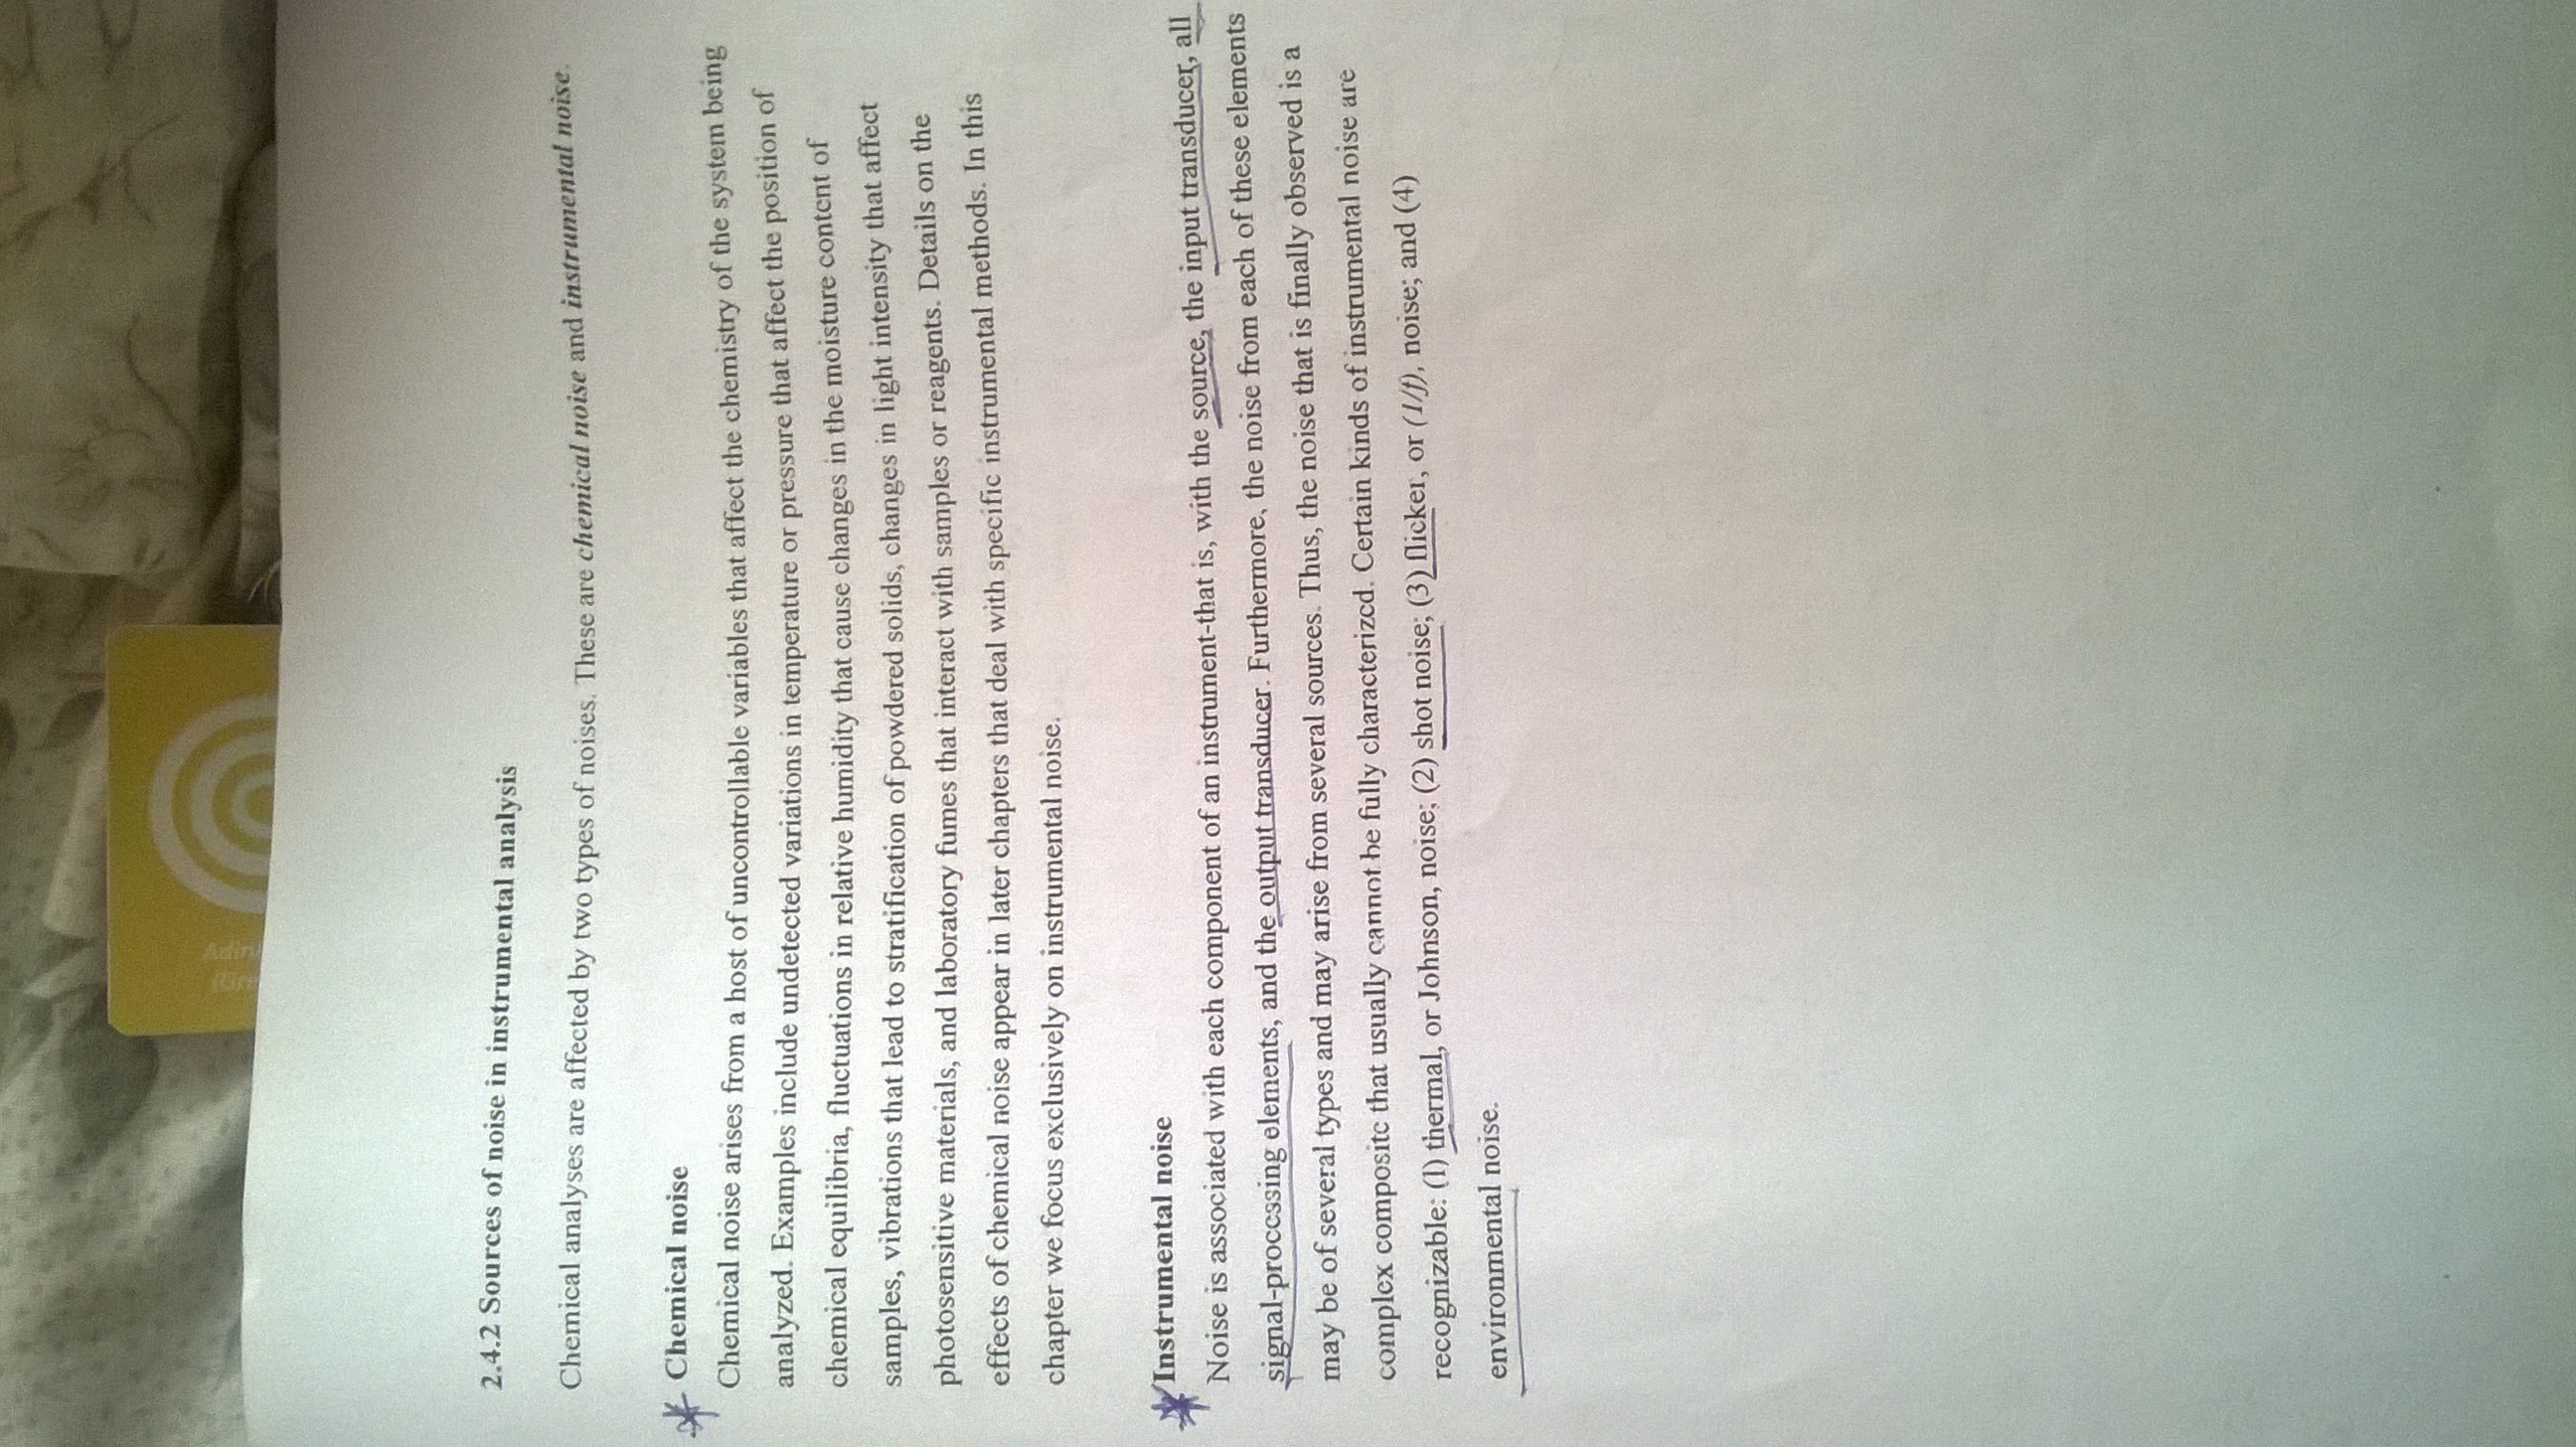 2.4.2 Sources of noise in instrumental analysis
Chemical analyses are affected by two types of noises. These are chemical noise and instrumental noise.
Chemical noise
Chemical noise arises from a host of uncontrollable variables that affect the chemistry of the system being
analyzed. Examples include undetected variations in temperature or pressure that affect the position of
chemical equilibria, fluctuations in relative humidity that cause changes in the moisture content of
samples, vibrations that lead to stratification of powdered solids, changes in light intensity that affect
photosensitive materials, and laboratory fumes that interact with samples or reagents. Details on the
effects of chemical noise appear in later chapters that deal with specific instrumental methods. In this
chapter we focus exclusively on instrumental noise.
Instrumental noise
Noise is associated with each component of an instrument-that is, with the source, the input transducer, all
signal-processing elements, and the output transducer. Furthermore, the noise from each of these elements
may be of several types and may arise from several sources. Thus, the noise that is finally observed is a
complex composite that usually cannot be fully characterized. Certain kinds of instrumental noise are
recognizable: (1) thermal, or Johnson, noise; (2) shot noise; (3) flicker, or (1/f), noise; and (4)
environmental noise.